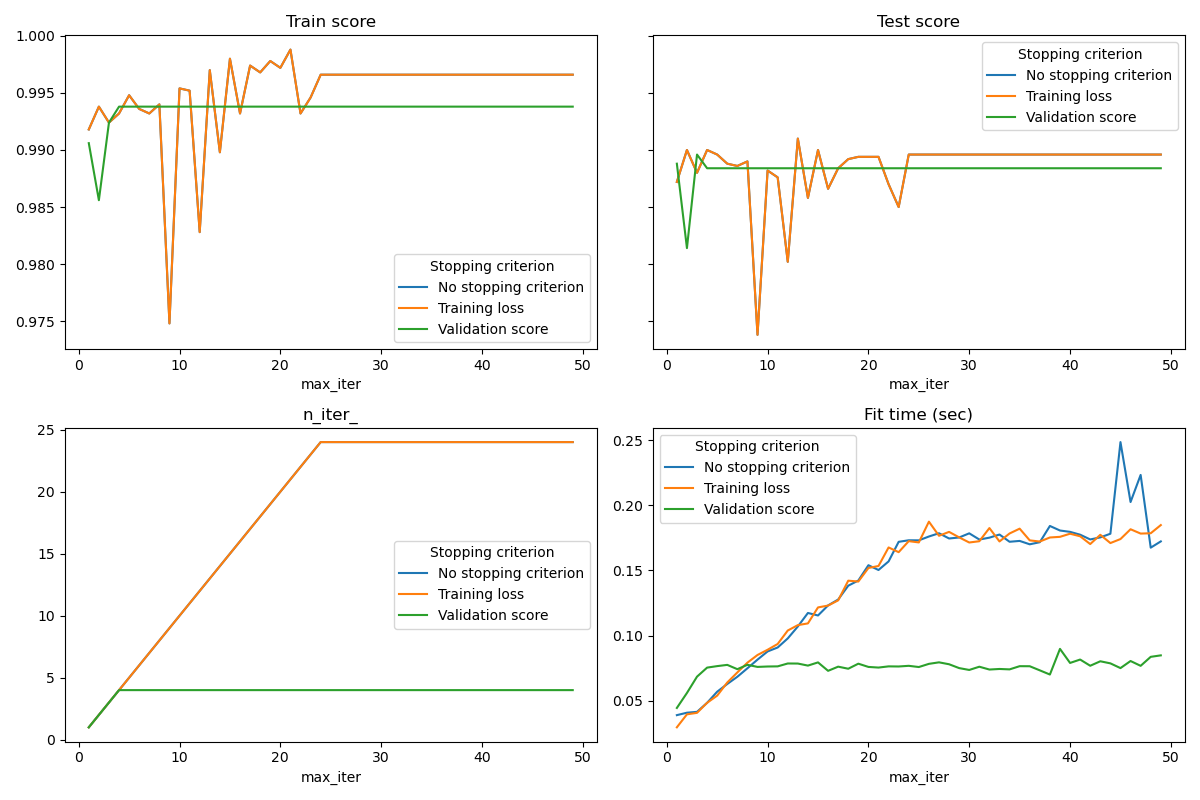 Train score
1.000
0.995
0.990
0.985
0.980
0.975
Stopping criterion
No stopping criterion
Training loss
Validation score
0 10 20 30 40 50
max_iter
Test score
Stopping criterion
No stopping criterion
Training loss
Validation score
0 10 20 30 40 50
max_iter
n_iter_
25
20
15
10
5
0
Stopping criterion
No stopping criterion
Training loss
Validation score
0 10 20 30 40 50
max_iter
Fit time (sec)
0.25
0.20
0.15
0.10
0.05
Stopping criterion
No stopping criterion
Training loss
Validation score
0 10 20 30 40 50
max_iter